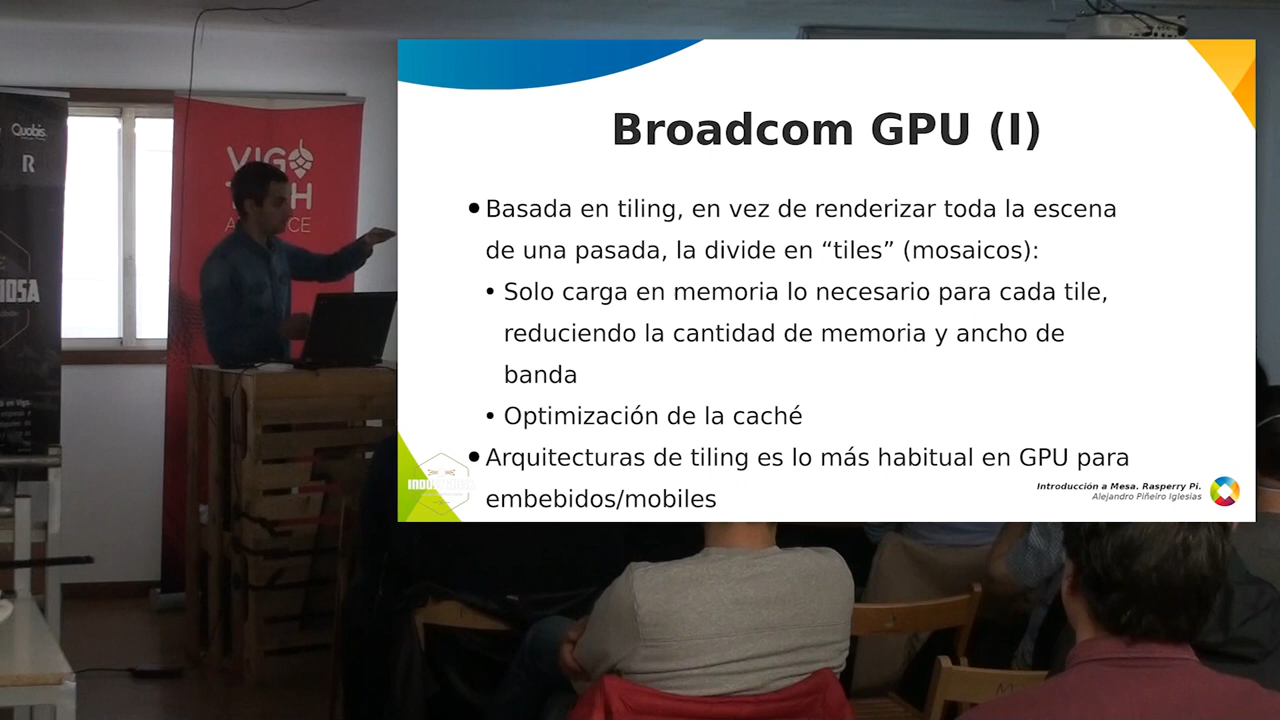 Quobis
R
VIGO
TECH
Broadcom GPU (I)
Basada en tiling, en vez de renderizar toda la escena
de una pasada, la divide en “tiles” (mosaicos):
Solo carga en memoria lo necesario para cada tile,
reduciendo la cantidad de memoria y ancho de
banda
Optimización de la caché
Arquitecturas de tiling es lo más habitual en GPU para
embebidos/mobiles
Introducción a Mesa. Rasperry Pi.
Alejandro Piñeiro Iglesias